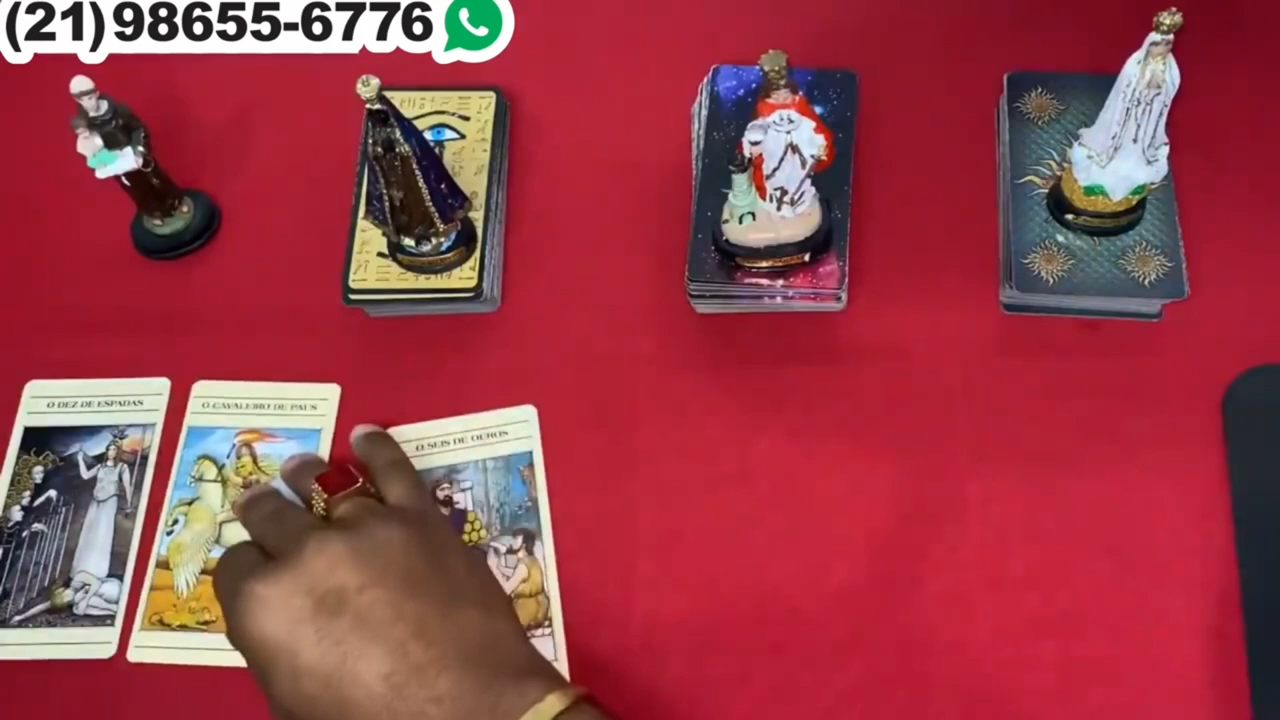 (21)98655-6776
O DEZ DE ESPADAS
O CAVALEIRO DE PAUS
O SEIS DE OUROS